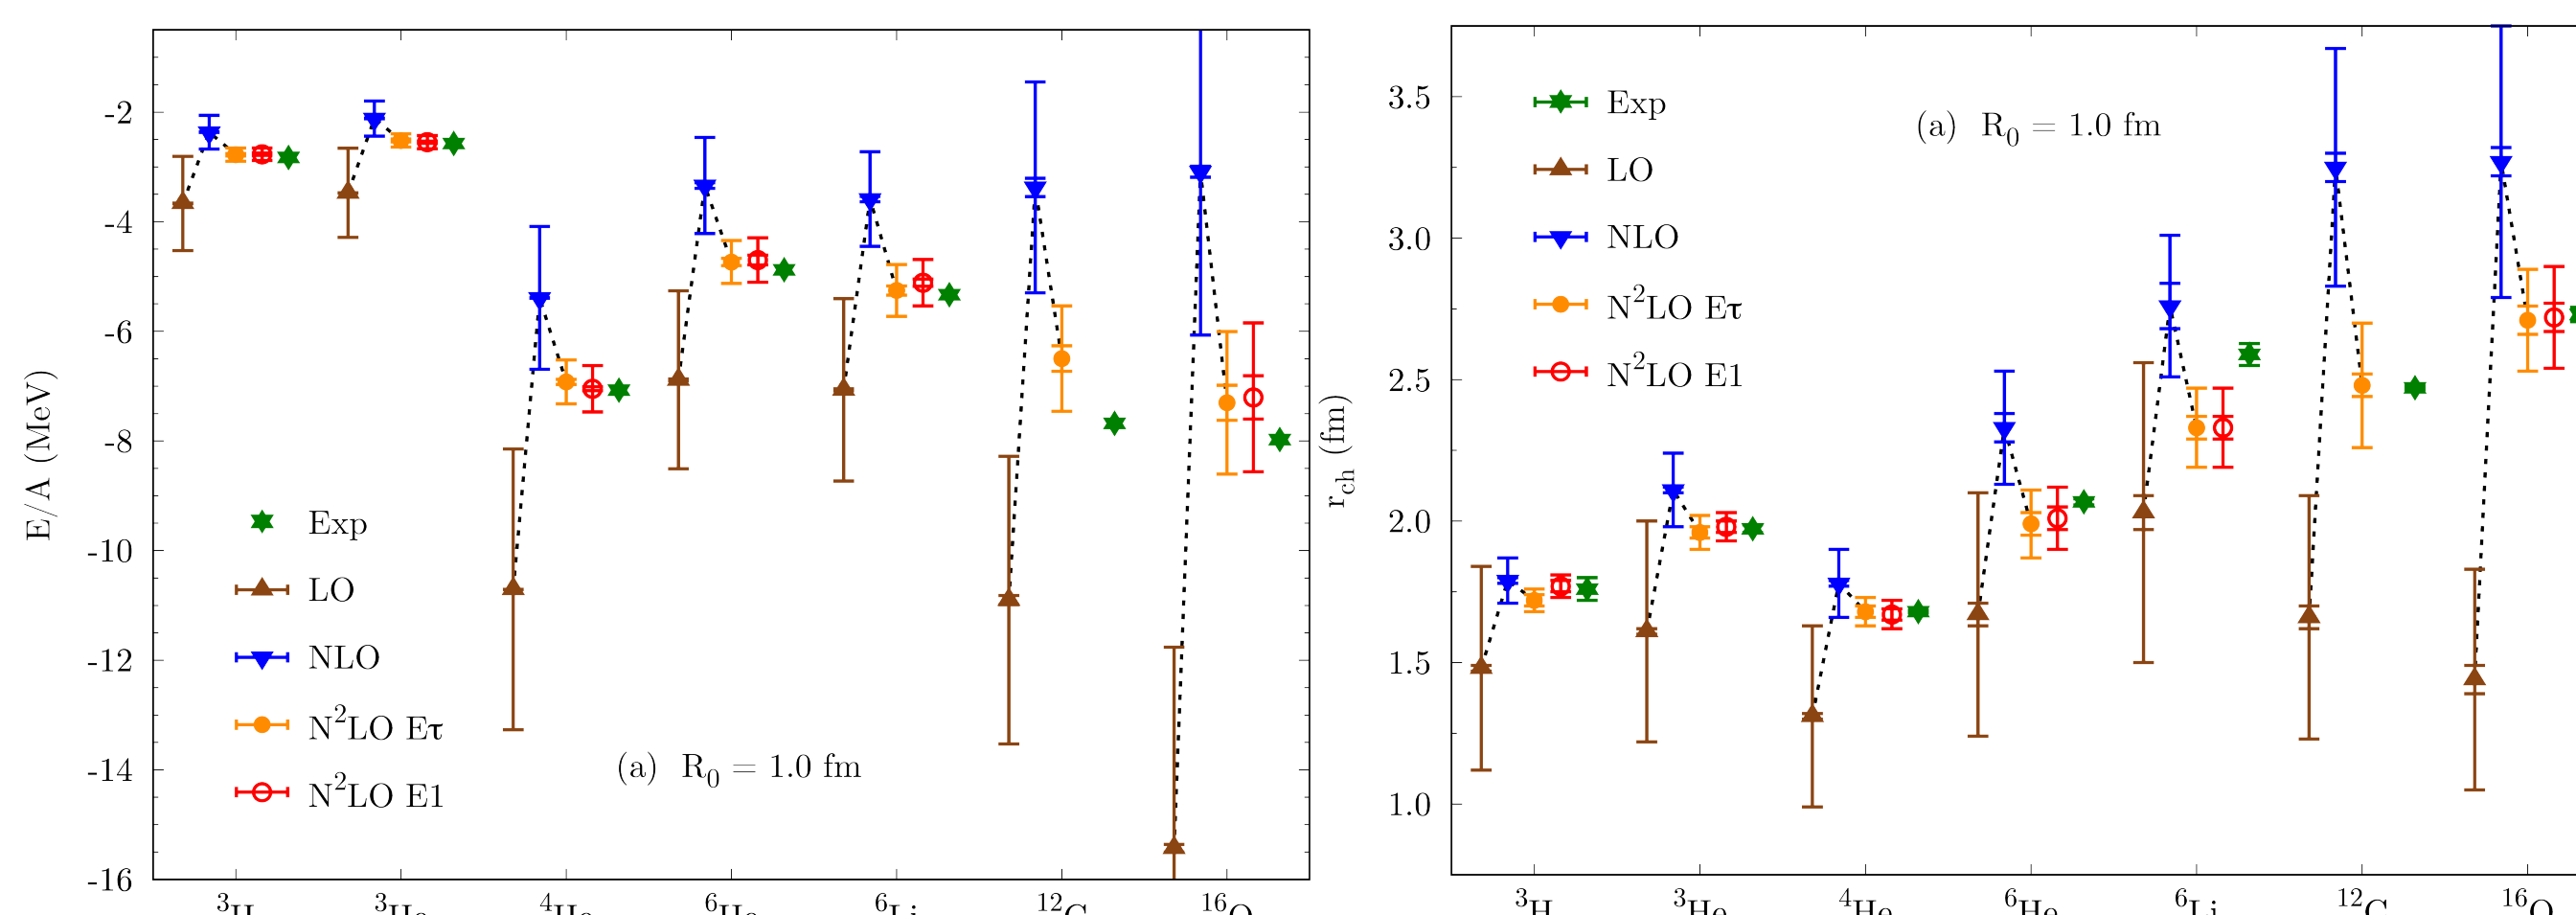 E/A (MeV)
-2
-4
-6
-8
-10
-12
-14
-16
Exp
LO
NLO
N²LO Eτ
N²LO E1
(a) R₀ = 1.0 fm
³H ³He ⁴He ⁶He ⁶Li ¹²C ¹⁶O
r_ch (fm)
3.5
3.0
2.5
2.0
1.5
1.0
Exp
LO
NLO
N²LO Eτ
N²LO E1
(a) R₀ = 1.0 fm
³H ³He ⁴He ⁶He ⁶Li ¹²C ¹⁶O